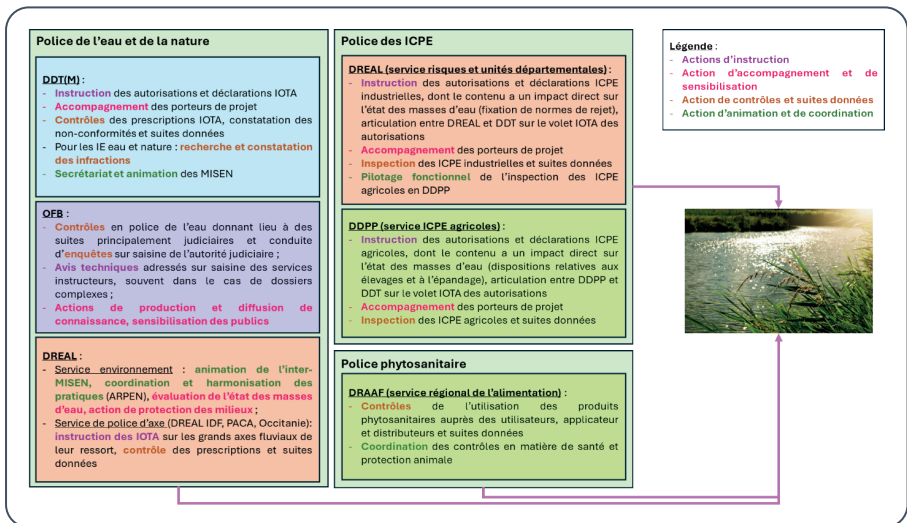 Police de l'eau et de la nature
DDT(M) :
- Instruction des autorisations et déclarations IOTA
- Accompagnement des porteurs de projet
- Contrôles des prescriptions IOTA, constatation des
non-conformités et suites données
- Pour les IE eau et nature : recherche et constatation
des infractions
- Secrétariat et animation des MISEN
OFB :
- Contrôles en police de l'eau donnant lieu à des
suites principalement judiciaires et conduite
d'enquêtes sur saisine de l'autorité judiciaire ;
- Avis techniques adressés sur saisine des services
instructeurs, souvent dans le cas de dossiers
complexes ;
- Actions de production et diffusion de
connaissance, sensibilisation des publics
DREAL :
- Service environnement : animation de l'inter-
MISEN, coordination et harmonisation des
pratiques (ARPEN), évaluation de l'état des masses
d'eau, action de protection des milieux ;
- Service de police d'axe (DREAL IDF, PACA, Occitanie):
instruction des IOTA sur les grands axes fluviaux de
leur ressort, contrôle des prescriptions et suites
données
Police des ICPE
DREAL (service risques et unités départementales) :
- Instruction des autorisations et déclarations ICPE
industrielles, dont le contenu a un impact direct sur
l'état des masses d'eau (fixation de normes de rejet),
articulation entre DREAL et DDT sur le volet IOTA des
autorisations
- Accompagnement des porteurs de projet
- Inspection des ICPE industrielles et suites données
- Pilotage fonctionnel de l'inspection des ICPE
agricoles en DDPP
DDPP (service ICPE agricoles) :
- Instruction des autorisations et déclarations ICPE
agricoles, dont le contenu a un impact direct sur
l'état des masses d'eau (dispositions relatives aux
élevages et à l'épandage), articulation entre DDPP et
DDT sur le volet IOTA des autorisations
- Accompagnement des porteurs de projet
- Inspection des ICPE agricoles et suites données
Police phytosanitaire
DRAAF (service régional de l'alimentation) :
- Contrôles de l'utilisation des produits
phytosanitaires auprès des utilisateurs, applicateur
et distributeurs et suites données
- Coordination des contrôles en matière de santé et
protection animale
Légende :
- Actions d'instruction
- Action d'accompagnement et de
sensibilisation
- Action de contrôles et suites données
- Action d'animation et de coordination